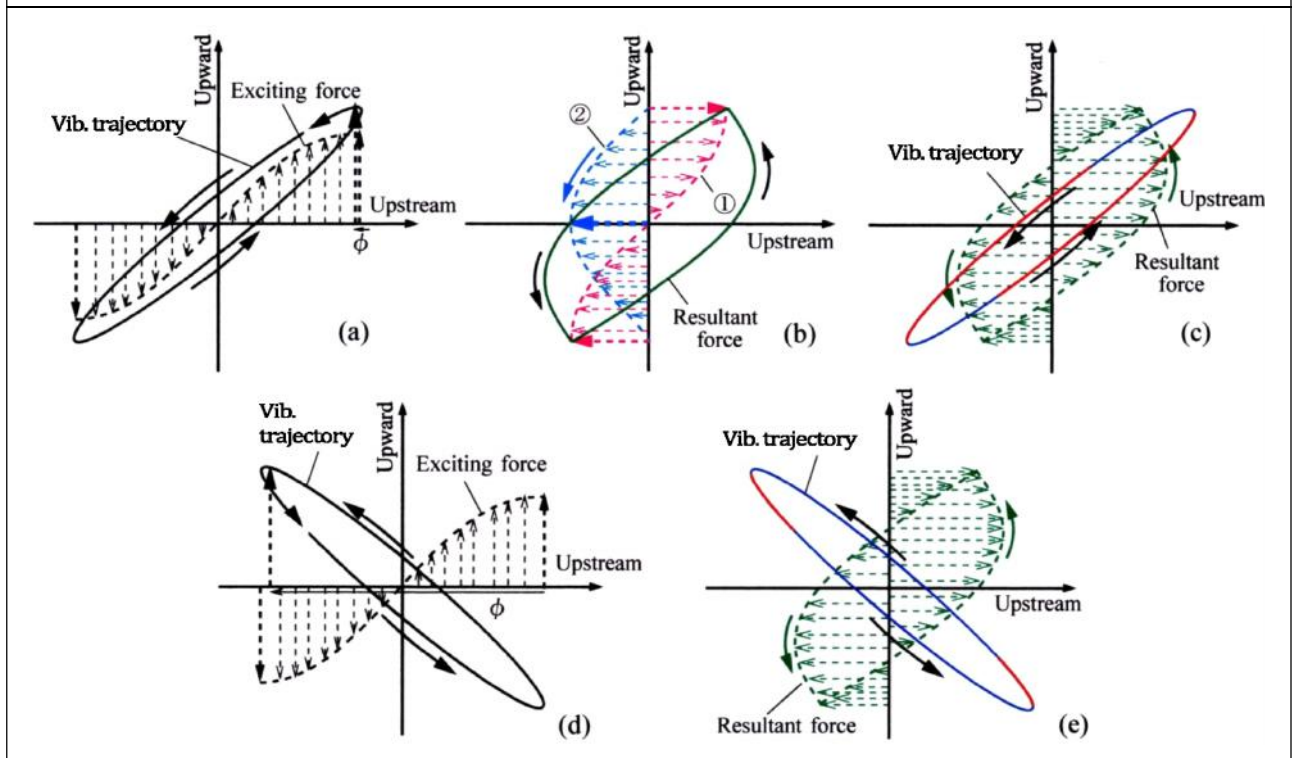 Upward
Exciting force
Vib. trajectory
Upstream
ϕ
(a)
Upward
②
①
Upstream
Resultant
force
(b)
Upward
Vib. trajectory
Upstream
Resultant
force
(c)
Vib.
trajectory
Upward
Exciting force
Upstream
ϕ
(d)
Vib. trajectory
Upward
Upstream
Resultant force
(e)